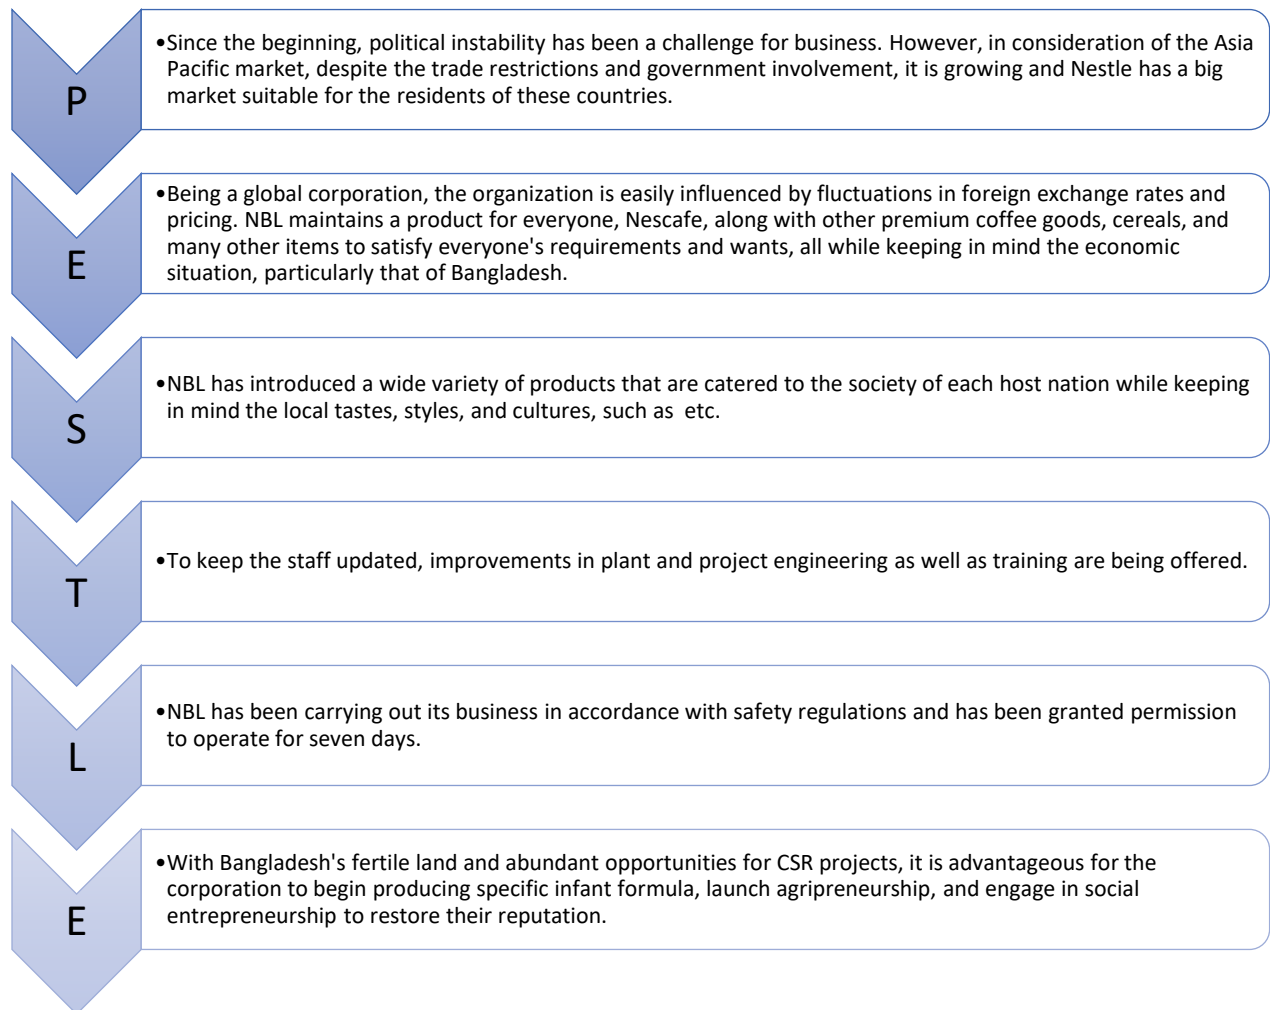 P
•Since the beginning, political instability has been a challenge for business. However, in consideration of the Asia
Pacific market, despite the trade restrictions and government involvement, it is growing and Nestle has a big
market suitable for the residents of these countries.
E
•Being a global corporation, the organization is easily influenced by fluctuations in foreign exchange rates and
pricing. NBL maintains a product for everyone, Nescafe, along with other premium coffee goods, cereals, and
many other items to satisfy everyone's requirements and wants, all while keeping in mind the economic
situation, particularly that of Bangladesh.
S
•NBL has introduced a wide variety of products that are catered to the society of each host nation while keeping
in mind the local tastes, styles, and cultures, such as  etc.
T
•To keep the staff updated, improvements in plant and project engineering as well as training are being offered.
L
•NBL has been carrying out its business in accordance with safety regulations and has been granted permission
to operate for seven days.
E
•With Bangladesh's fertile land and abundant opportunities for CSR projects, it is advantageous for the
corporation to begin producing specific infant formula, launch agripreneurship, and engage in social
entrepreneurship to restore their reputation.